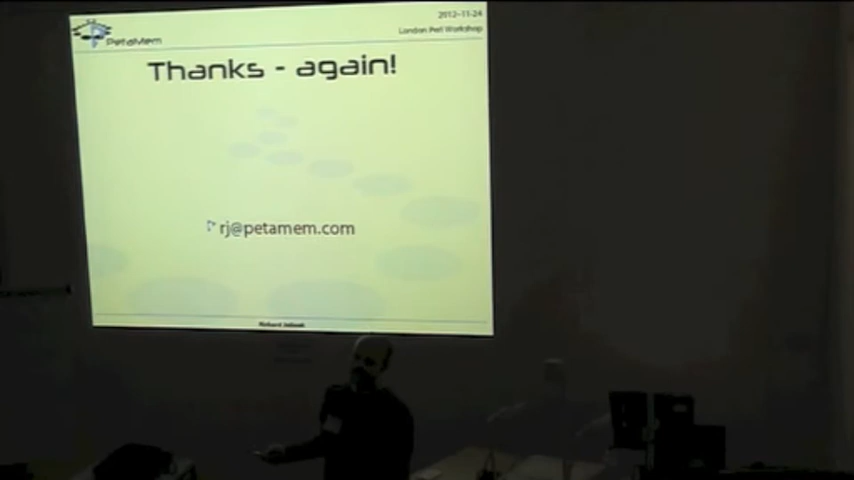 PetaMem
2012-11-24
London Perl Workshop
Thanks - again!
rj@petamem.com
Richard Jelinek